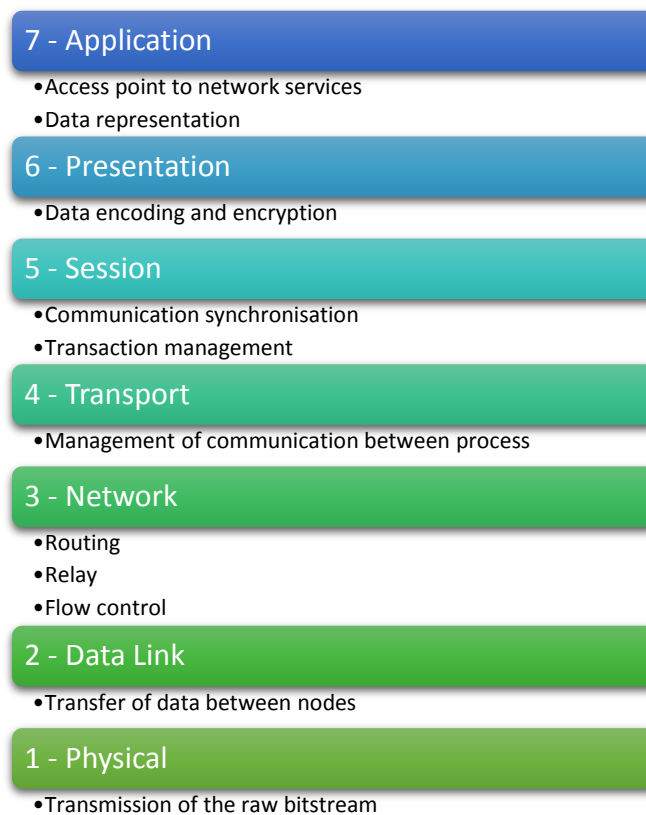 7 - Application
•Access point to network services
•Data representation
6 - Presentation
•Data encoding and encryption
5 - Session
•Communication synchronisation
•Transaction management
4 - Transport
•Management of communication between process
3 - Network
•Routing
•Relay
•Flow control
2 - Data Link
•Transfer of data between nodes
1 - Physical
•Transmission of the raw bitstream